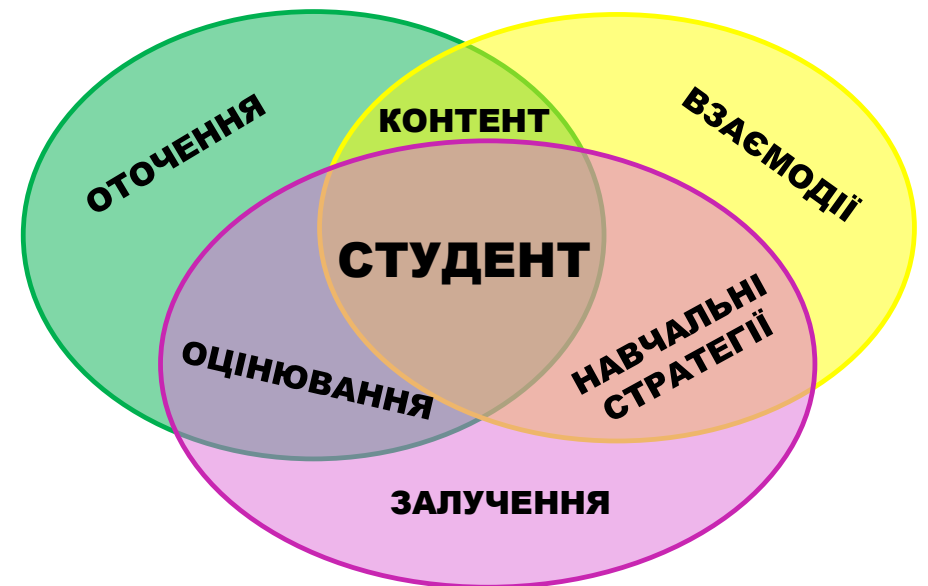 ОТОЧЕННЯ
КОНТЕНТ
ВЗАЄМОДІЇ
СТУДЕНТ
ОЦІНЮВАННЯ
НАВЧАЛЬНІ
СТРАТЕГІЇ
ЗАЛУЧЕННЯ